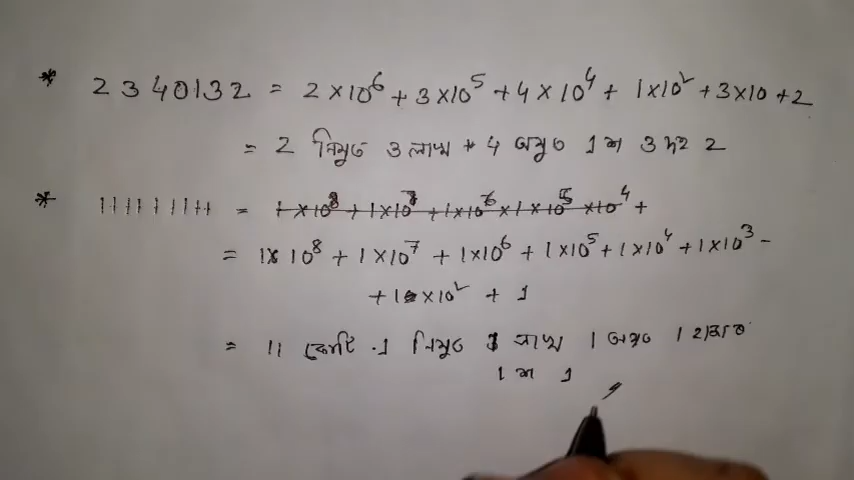 * 2340132 = 2×10⁶ + 3×10⁵ + 4×10⁴ + 1×10² + 3×10 + 2
= 2 নিযুত 3 লাখ + 4 অযুত 1 শ 3 দহ 2
* 111111111 =
= 1× 10⁸ + 1×10⁷ + 1×10⁶ + 1×10⁵ + 1×10⁴ + 1×10³ -
+ 1×10² + 1
= 11 কোটি .1 নিযুত 1 লাখ 1 অযুত 1 হাজাৰ
1 শ 1